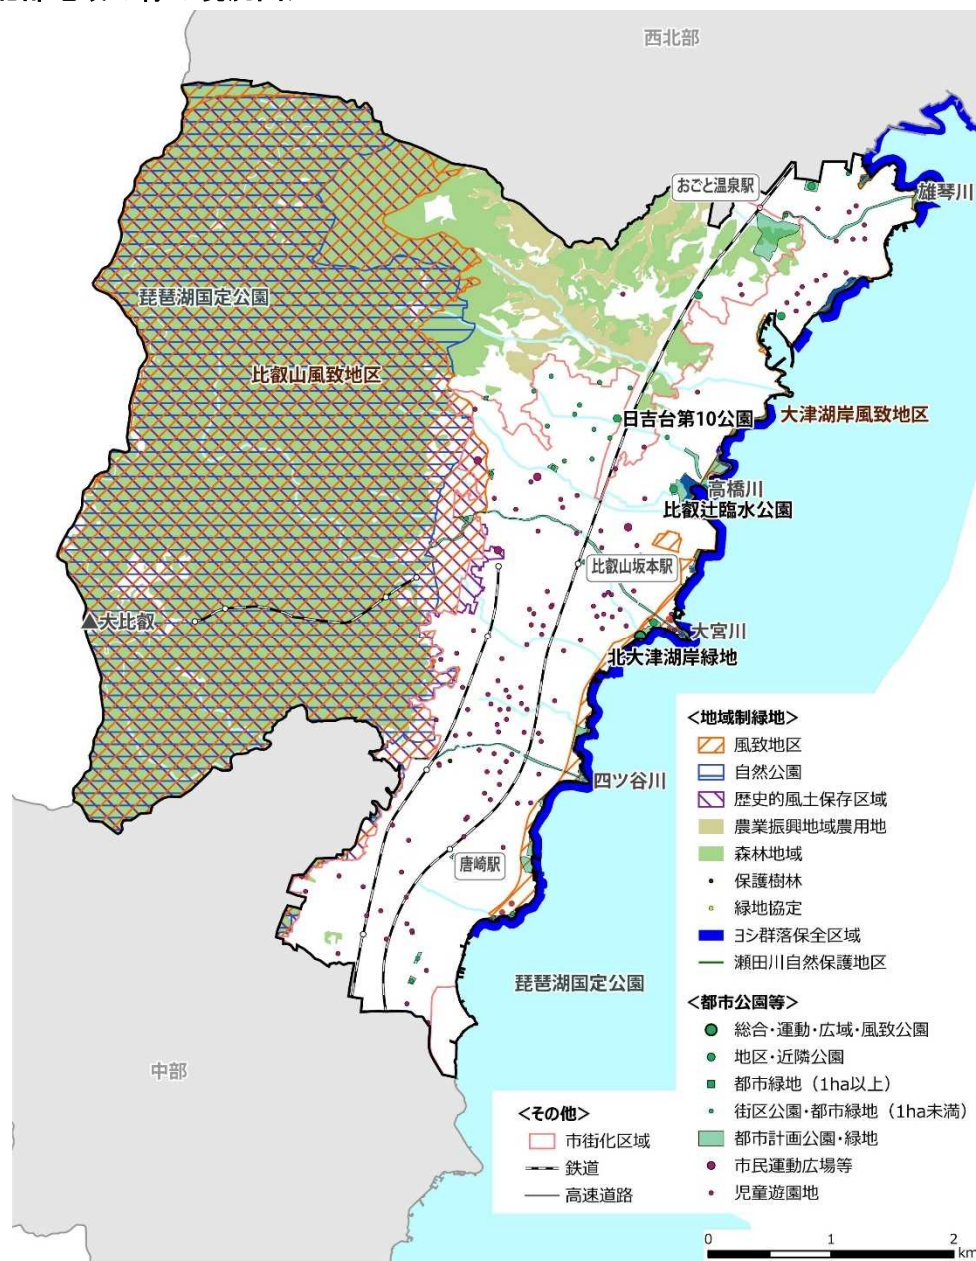 西北部
おごと温泉駅
雄琴川
琵琶湖国定公園
比叡山風致地区
日吉台第10公園
大津湖岸風致地区
高橋川
比叡辻臨水公園
比叡山坂本駅
大比叡
大宮川
北大津湖岸緑地
四ツ谷川
唐崎駅
琵琶湖国定公園
中部
<地域制緑地>
風致地区
自然公園
歴史的風土保存区域
農業振興地域農用地
森林地域
保護樹林
緑地協定
ヨシ群落保全区域
瀬田川自然保護地区
<都市公園等>
総合・運動・広域・風致公園
地区・近隣公園
都市緑地（1ha以上）
街区公園・都市緑地（1ha未満）
都市計画公園・緑地
市民運動広場等
児童遊園地
<その他>
市街化区域
鉄道
高速道路
0 1 2
km